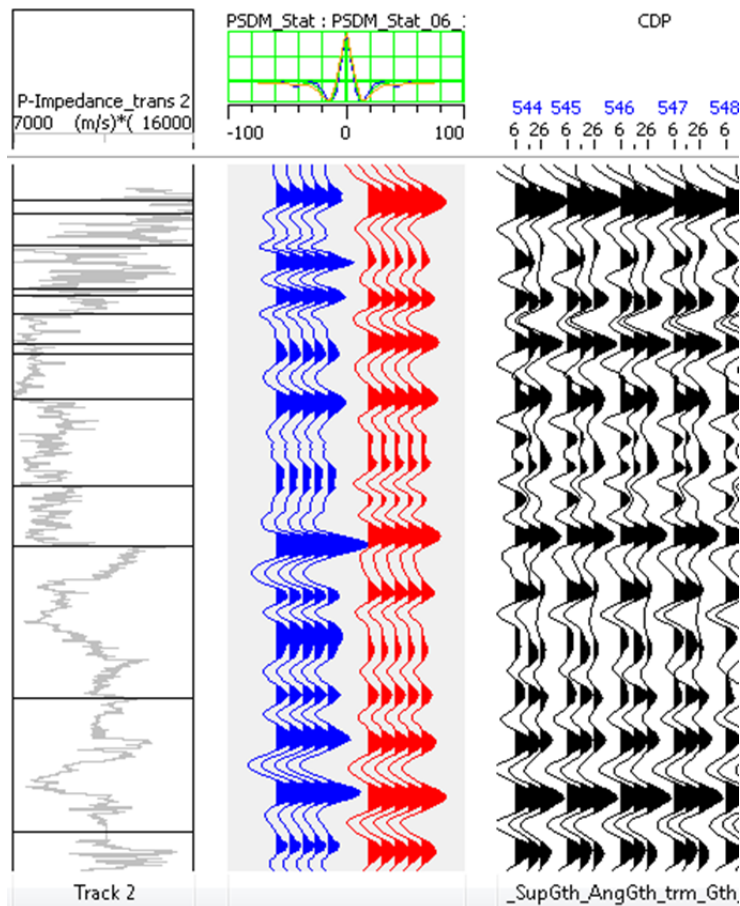 PSDM_Stat : PSDM_Stat_06_
CDP
P-Impedance_trans 2
7000 (m/s)*( 16000
-100 0 100
544 545 546 547 548
6 26 6 26 6 26 6 26 6
Track 2
_SupGth_AngGth_trm_Gth_